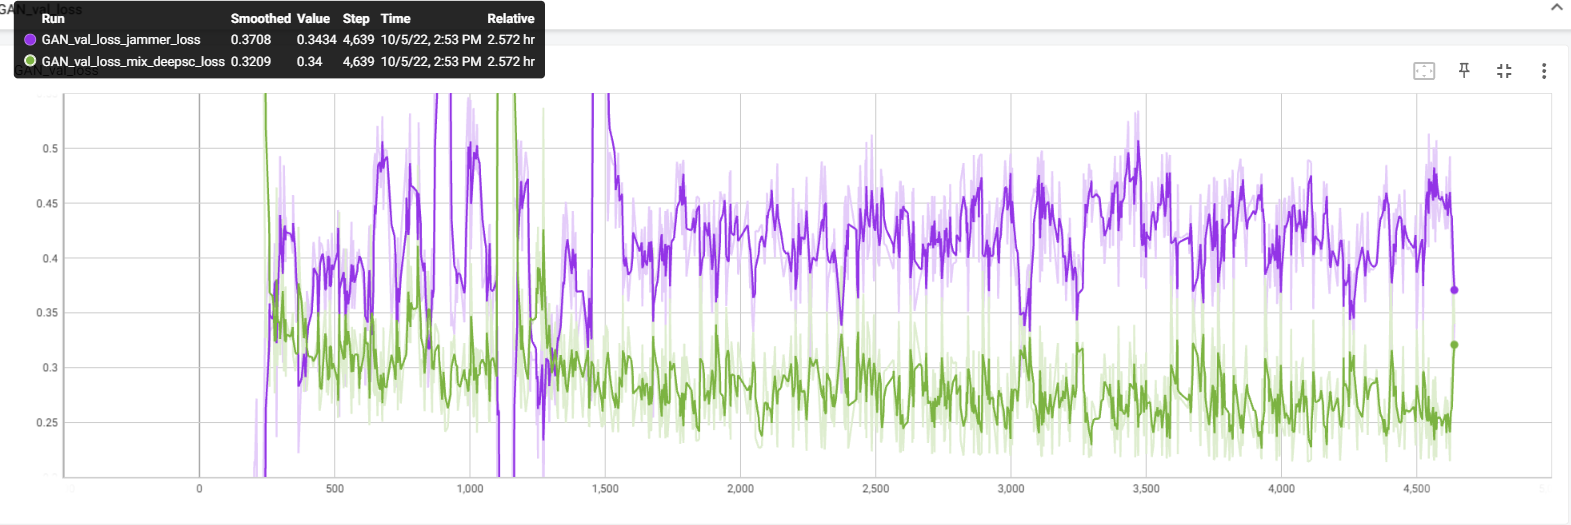 GAN_val_loss
Run Smoothed Value Step Time Relative
GAN_val_loss_jammer_loss 0.3708 0.3434 4,639 10/5/22, 2:53 PM 2.572 hr
GAN_val_loss_mix_deepsc_loss 0.3209 0.34 4,639 10/5/22, 2:53 PM 2.572 hr
GAN_val_loss
0.5
0.45
0.4
0.35
0.3
0.25
0 500 1,000 1,500 2,000 2,500 3,000 3,500 4,000 4,500